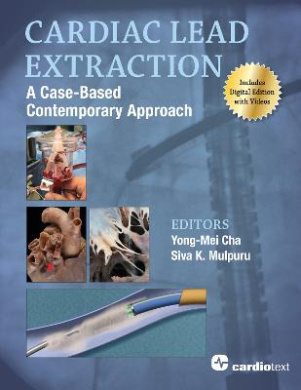 CARDIAC LEAD
EXTRACTION
A Case-Based
Contemporary Approach
Includes
Digital Edition
with Videos
EDITORS
Yong-Mei Cha
Siva K. Mulpuru
cardiotext